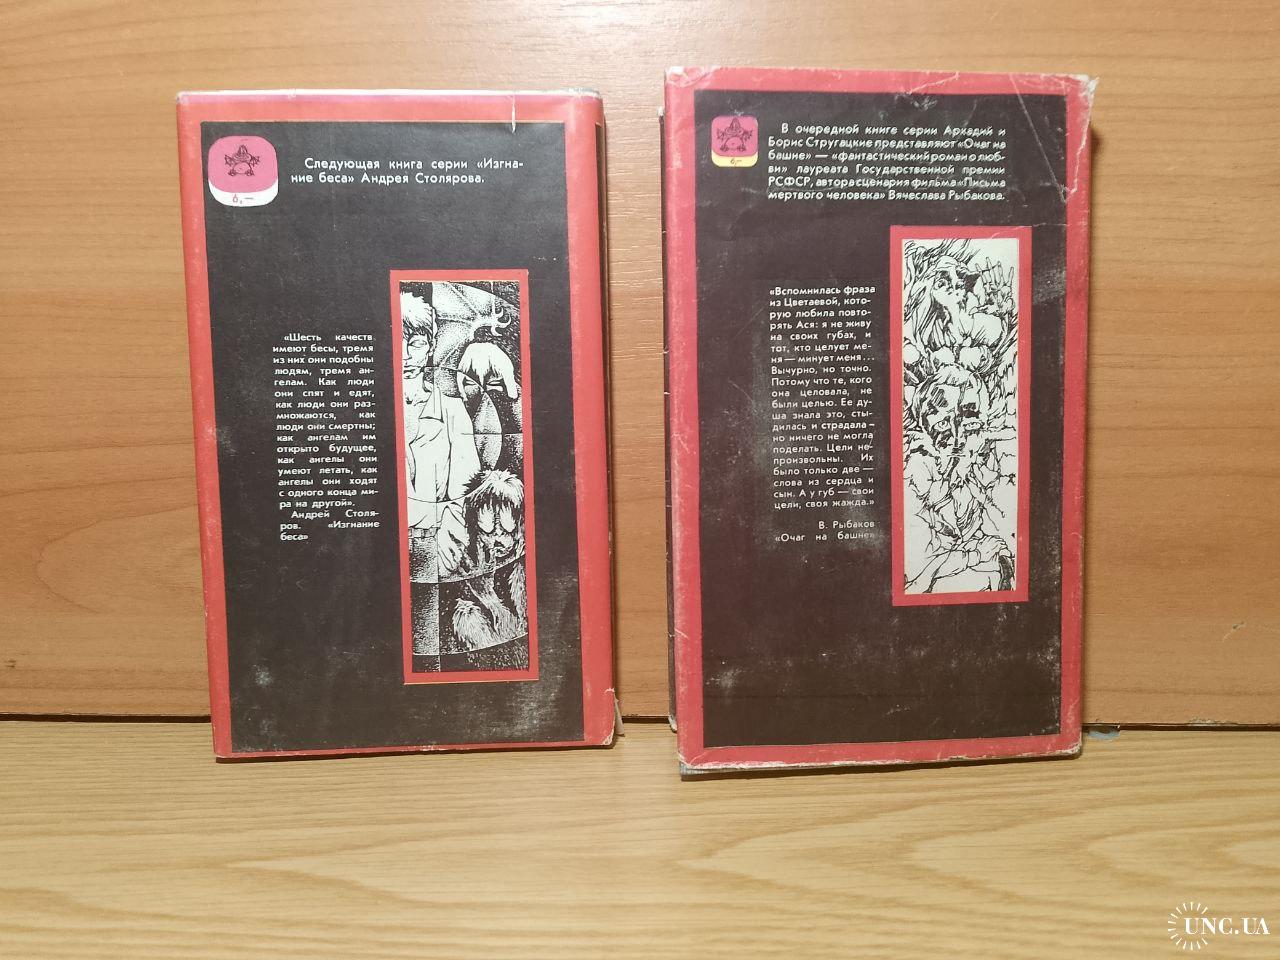 6,—
Следующая книга серии «Изгна-
ние беса» Андрея Столярова.
«Шесть качеств
имеют бесы, тремя
из них они подобны
людям, тремя ан-
гелам. Как люди
они спят и едят,
как люди они раз-
множаются, как
люди они смертны;
как ангелам им
открыто будущее,
как ангелы они
умеют летать, как
ангелы они ходят
с одного конца ми-
ра на другой».
Андрей Столя-
ров. «Изгнание
беса»
6,—
В очередной книге серии Аркадий и
Борис Стругацкие представляют «Очаг на
башне» — «фантастический роман о люб-
ви» лауреата Государственной премии
РСФСР, автора сценария фильма «Письма
мертвого человека» Вячеслава Рыбакова.
«Вспомнилась фраза
из Цветаевой, кото-
рую любила повто-
рять Ася: я не живу
на своих губах, и
тот, кто целует ме-
ня — минует меня...
Вычурно, но точно.
Потому что те, кого
она целовала, не
были целью. Ее ду-
ша знала это, сты-
дилась и страдала —
но ничего не могла
поделать. Цели не-
произвольны. Их
было только две —
слова из сердца и
сын. А у губ — свои
цели, своя жажда.»
В. Рыбаков
«Очаг на башне»
UNC.UA